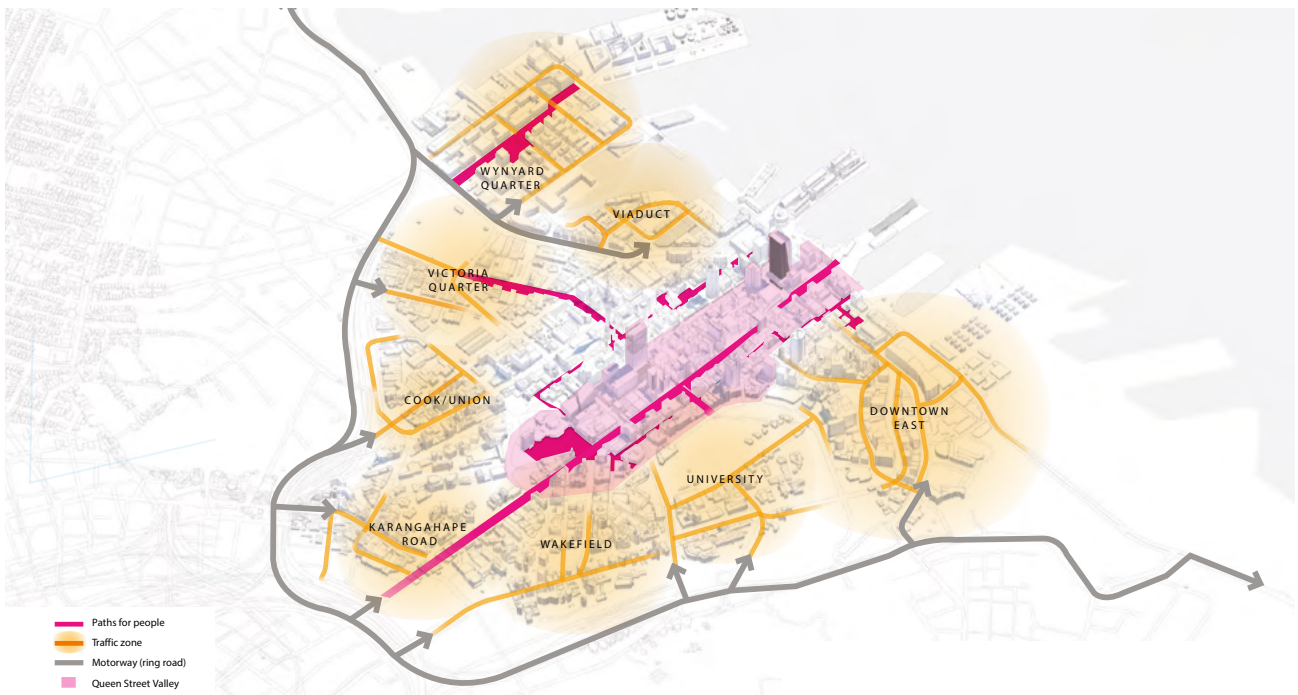 WYNYARD
QUARTER
VIADUCT
VICTORIA
QUARTER
COOK/UNION
DOWNTOWN
EAST
UNIVERSITY
KARANGAHAPE
ROAD
WAKEFIELD
Paths for people
Traffic zone
Motorway (ring road)
Queen Street Valley